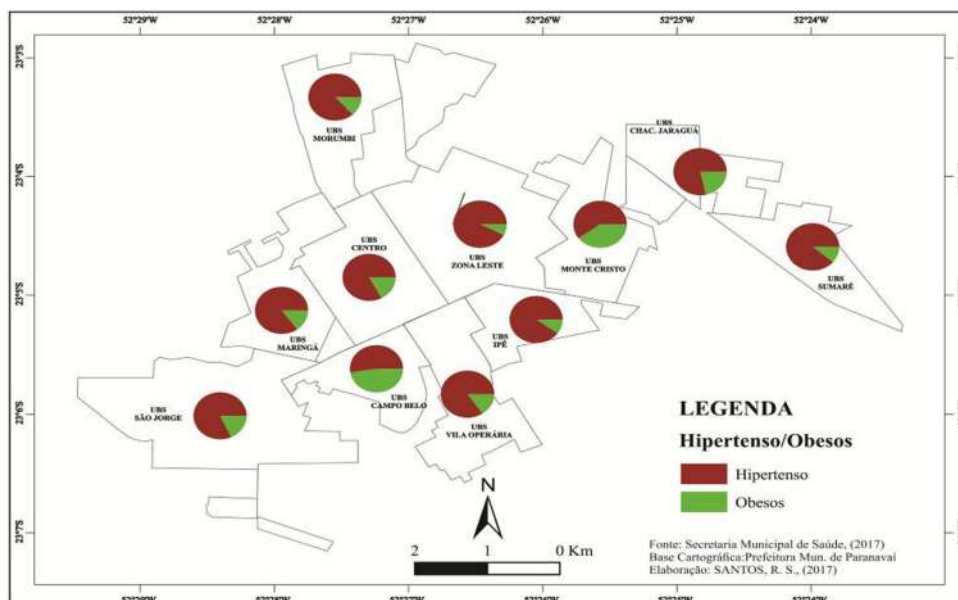 52°29'W 52°28'W 52°27'W 52°26'W 52°25'W 52°24'W
23°3'S
23°4'S
23°5'S
23°6'S
23°7'S
UBS
MORUMBI
UBS
CHAC. JARAGUÁ
UBS
CENTRO
UBS
ZONA LESTE
UBS
MONTE CRISTO
UBS
SUMARÉ
UBS
MARINGÁ
UBS
IPÊ
UBS
SÃO JORGE
UBS
CAMPO BELO
UBS
VILA OPERÁRIA
LEGENDA
Hipertenso/Obesos
Hipertenso
Obesos
N
2 1 0 Km
Fonte: Secretaria Municipal de Saúde, (2017)
Base Cartográfica:Prefeitura Mun. de Paranavaí
Elaboração: SANTOS, R. S., (2017)